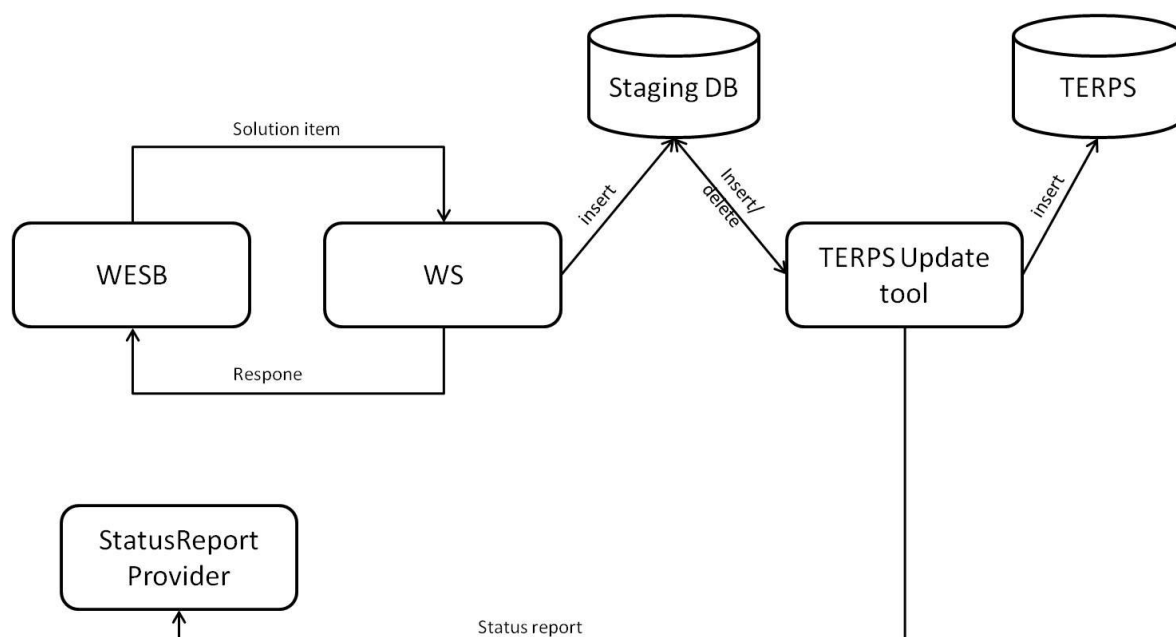 Staging DB
TERPS
Solution item
insert
Insert/
delete
insert
WESB
WS
TERPS Update
tool
Respone
StatusReport
Provider
Status report